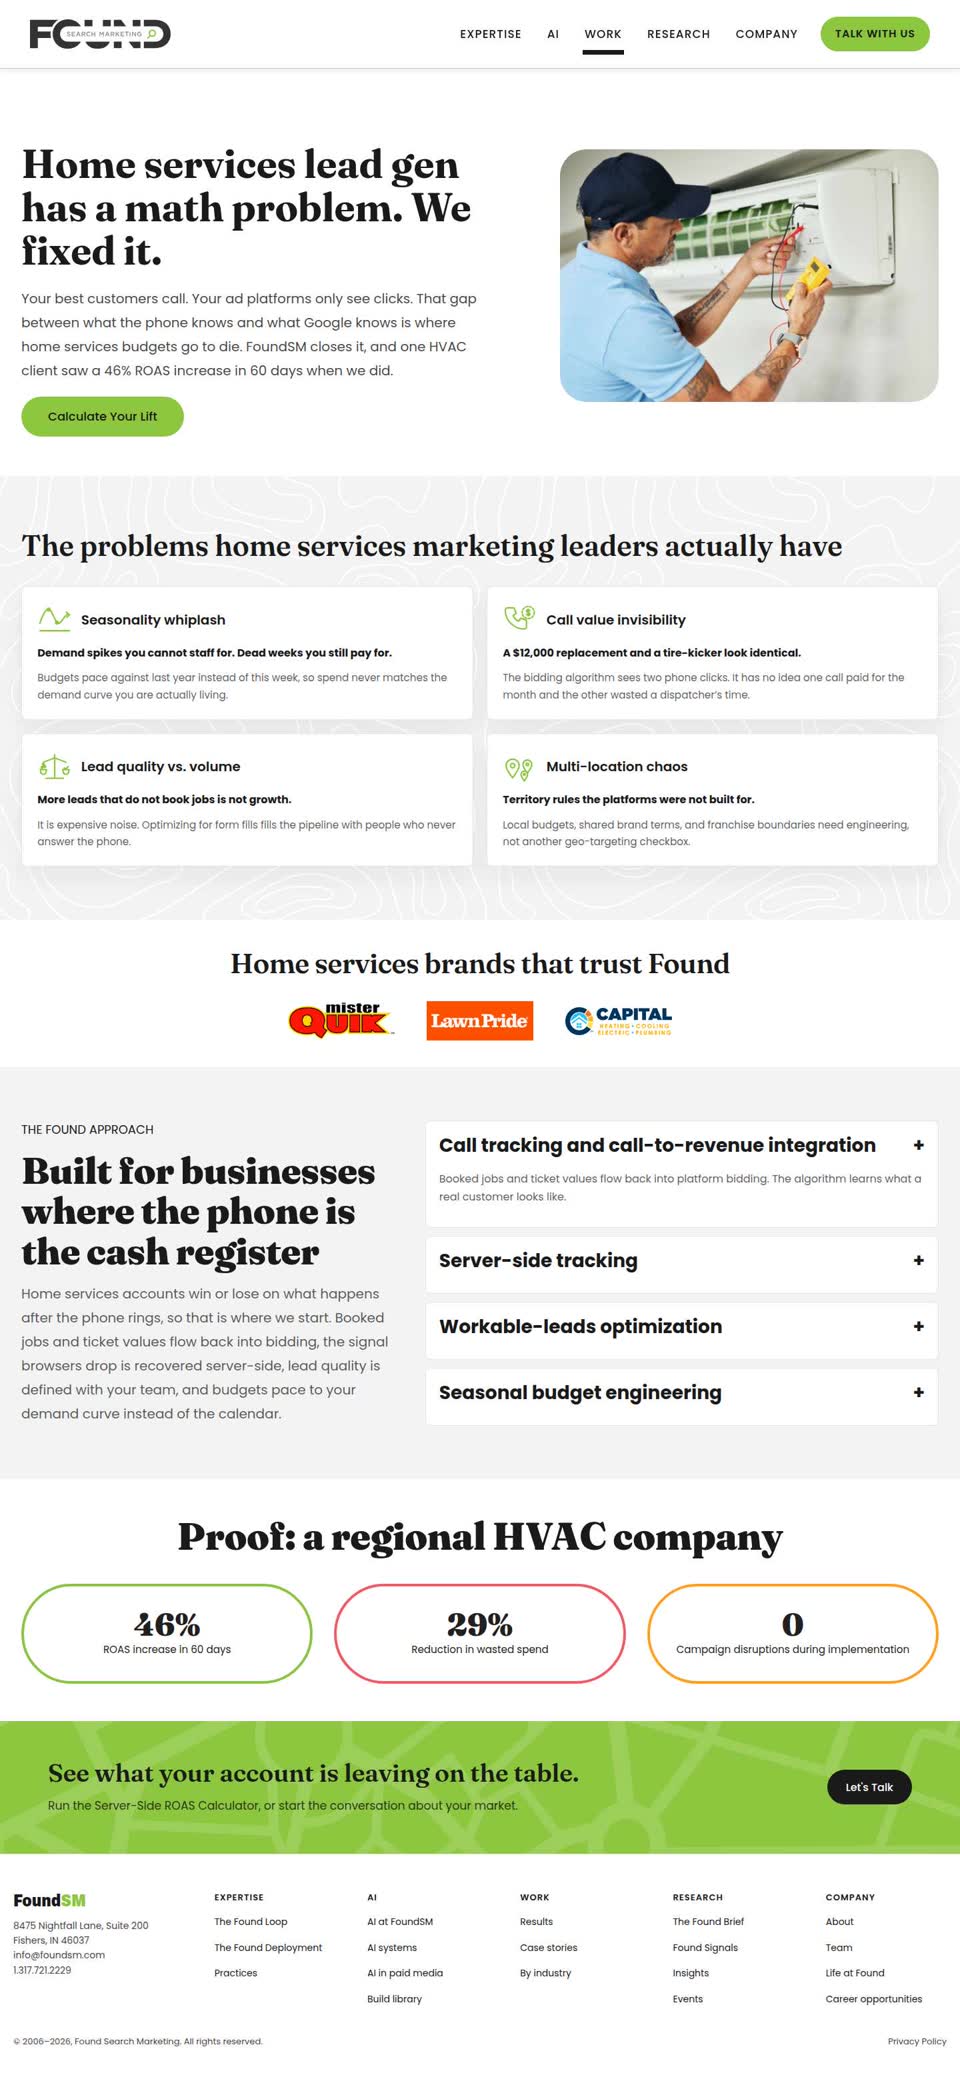 FOUND
SEARCH MARKETING
EXPERTISE
AI
WORK
RESEARCH
COMPANY
TALK WITH US
Home services lead gen
has a math problem. We
fixed it.
Your best customers call. Your ad platforms only see clicks. That gap
between what the phone knows and what Google knows is where
home services budgets go to die. FoundSM closes it, and one HVAC
client saw a 46% ROAS increase in 60 days when we did.
Calculate Your Lift
The problems home services marketing leaders actually have
Seasonality whiplash
Demand spikes you cannot staff for. Dead weeks you still pay for.
Budgets pace against last year instead of this week, so spend never matches the
demand curve you are actually living.
Call value invisibility
A $12,000 replacement and a tire-kicker look identical.
The bidding algorithm sees two phone clicks. It has no idea one call paid for the
month and the other wasted a dispatcher's time.
Lead quality vs. volume
More leads that do not book jobs is not growth.
It is expensive noise. Optimizing for form fills fills the pipeline with people who never
answer the phone.
Multi-location chaos
Territory rules the platforms were not built for.
Local budgets, shared brand terms, and franchise boundaries need engineering,
not another geo-targeting checkbox.
Home services brands that trust Found
mister
QUIK
LawnPride
CAPITAL
HEATING • COOLING
ELECTRIC • PLUMBING
THE FOUND APPROACH
Built for businesses
where the phone is
the cash register
Home services accounts win or lose on what happens
after the phone rings, so that is where we start. Booked
jobs and ticket values flow back into bidding, the signal
browsers drop is recovered server-side, lead quality is
defined with your team, and budgets pace to your
demand curve instead of the calendar.
Call tracking and call-to-revenue integration +
Booked jobs and ticket values flow back into platform bidding. The algorithm learns what a
real customer looks like.
Server-side tracking +
Workable-leads optimization +
Seasonal budget engineering +
Proof: a regional HVAC company
46%
ROAS increase in 60 days
29%
Reduction in wasted spend
0
Campaign disruptions during implementation
See what your account is leaving on the table.
Run the Server-Side ROAS Calculator, or start the conversation about your market.
Let's Talk
FoundSM
8475 Nightfall Lane, Suite 200
Fishers, IN 46037
info@foundsm.com
1.317.721.2229
EXPERTISE
The Found Loop
The Found Deployment
Practices
AI
AI at FoundSM
AI systems
AI in paid media
Build library
WORK
Results
Case stories
By industry
RESEARCH
The Found Brief
Found Signals
Insights
Events
COMPANY
About
Team
Life at Found
Career opportunities
© 2006–2026, Found Search Marketing. All rights reserved.
Privacy Policy